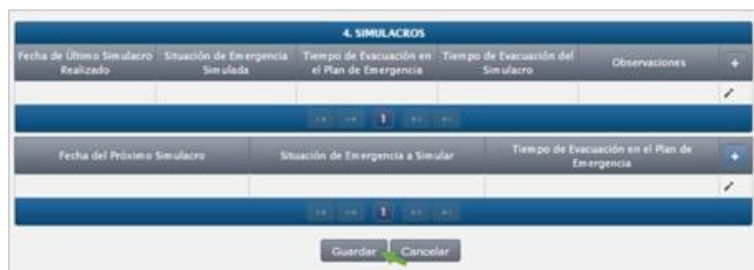 4. SIMULACROS
Fecha de Último Simulacro Realizado
Situación de Emergencia Simulada
Tiempo de Evacuación en el Plan de Emergencia
Tiempo de Evacuación del Simulacro
Observaciones
+
1
Fecha del Próximo Simulacro
Situación de Emergencia a Simular
Tiempo de Evacuación en el Plan de Emergencia
+
1
Guardar
Cancelar